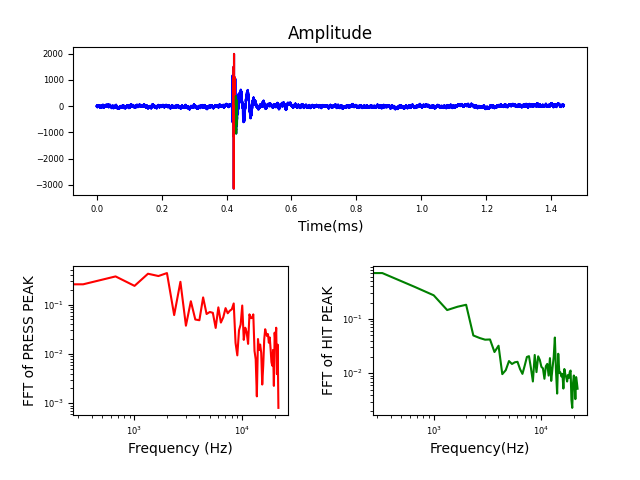 Amplitude
2000
1000
0
−1000
−2000
−3000
0.0 0.2 0.4 0.6 0.8 1.0 1.2 1.4
Time(ms)
FFT of PRESS PEAK
10⁻¹
10⁻²
10⁻³
10³ 10⁴
Frequency (Hz)
FFT of HIT PEAK
10⁻¹
10⁻²
10³ 10⁴
Frequency(Hz)